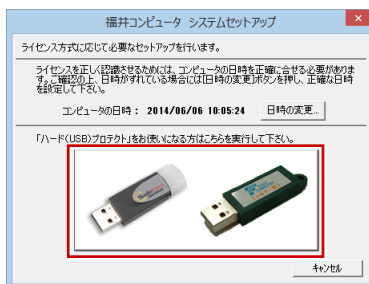 福井コンピュータ システムセットアップ
ライセンス方式に応じて必要なセットアップを行います。
ライセンスを正しく認識させるためには、コンピュータの日時を正確に合せる必要がありま
す。ご確認の上、日時がずれている場合には[日時の変更]ボタンを押し、正確な日時
を設定して下さい。
コンピュータの日時： 2014/06/06 10:05:24 日時の変更...
「ハード(USB)プロテクト」をお使いになる方はこちらを実行して下さい。
キャンセル